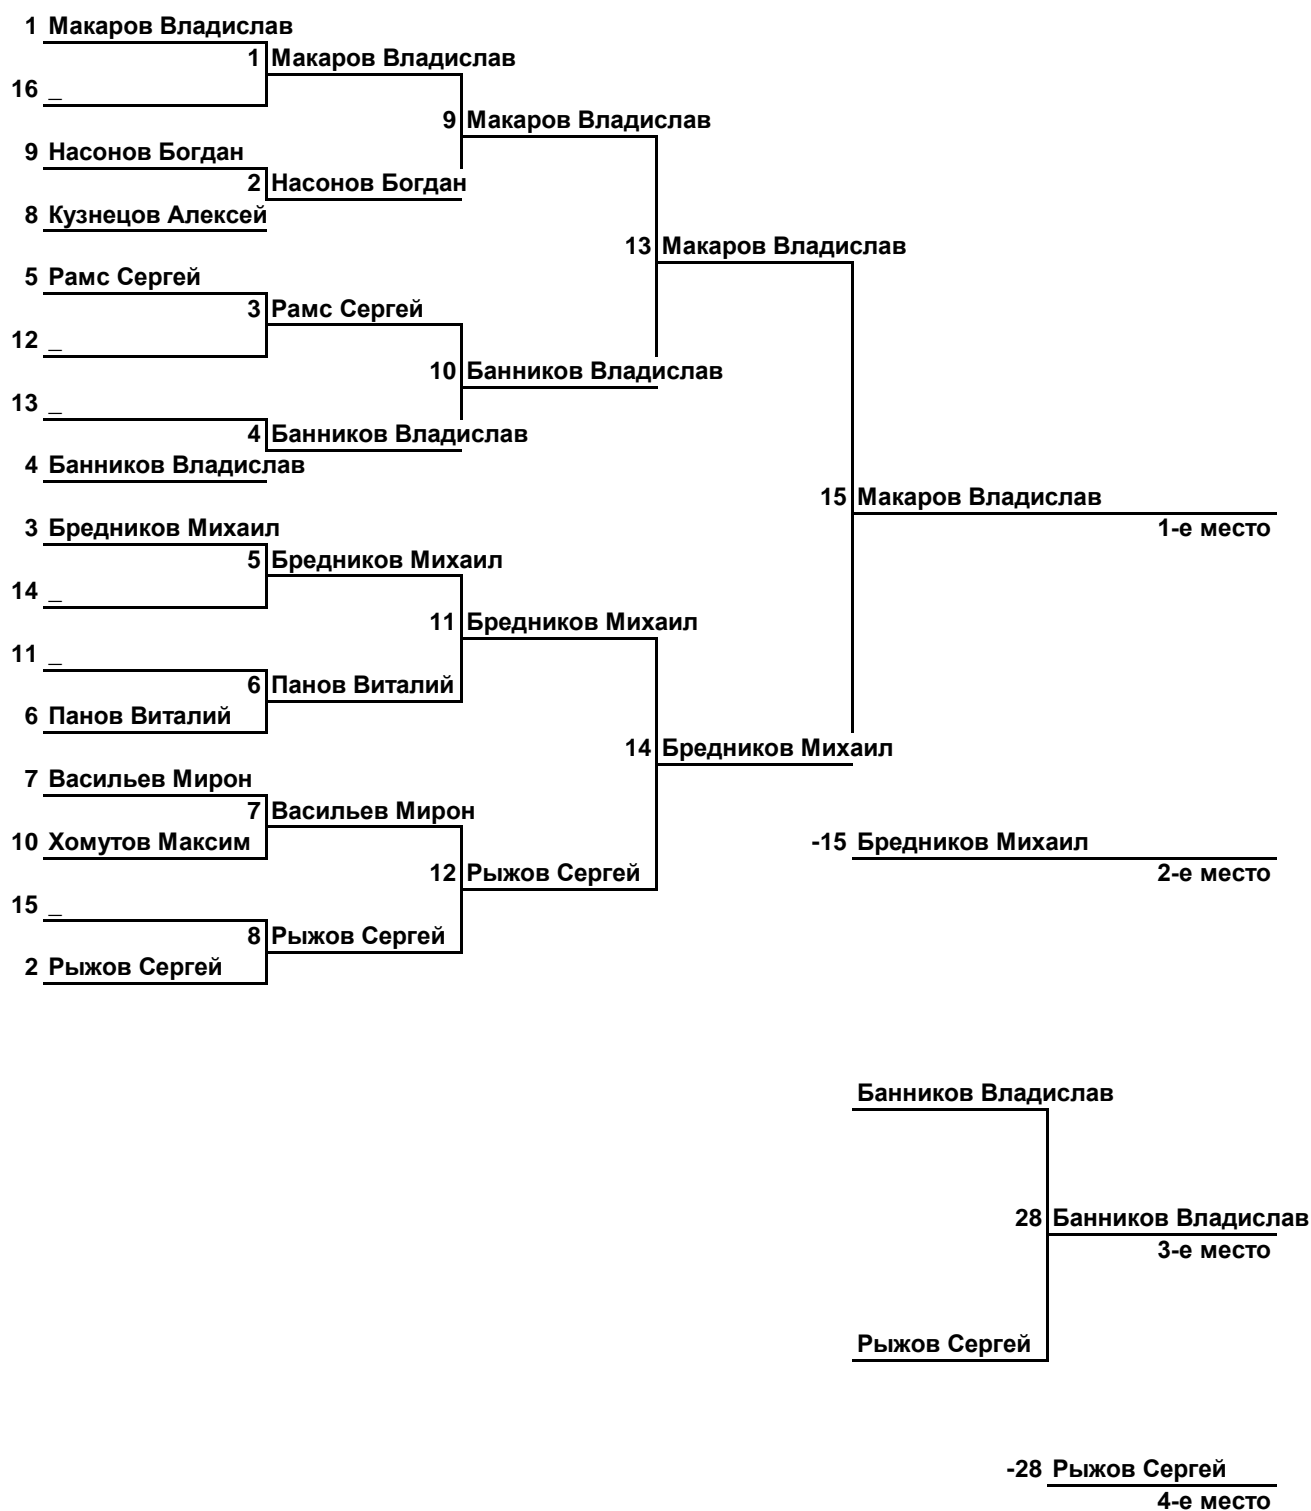 1 Макаров Владислав
1 Макаров Владислав
16 _
9 Макаров Владислав
9 Насонов Богдан
2 Насонов Богдан
8 Кузнецов Алексей
13 Макаров Владислав
5 Рамс Сергей
3 Рамс Сергей
12 _
10 Банников Владислав
13 _
4 Банников Владислав
4 Банников Владислав
15 Макаров Владислав
3 Бредников Михаил
1-е место
5 Бредников Михаил
14 _
11 Бредников Михаил
11 _
6 Панов Виталий
6 Панов Виталий
14 Бредников Михаил
7 Васильев Мирон
7 Васильев Мирон
10 Хомутов Максим
-15 Бредников Михаил
12 Рыжов Сергей
2-е место
15 _
8 Рыжов Сергей
2 Рыжов Сергей
Банников Владислав
28 Банников Владислав
3-е место
Рыжов Сергей
-28 Рыжов Сергей
4-е место